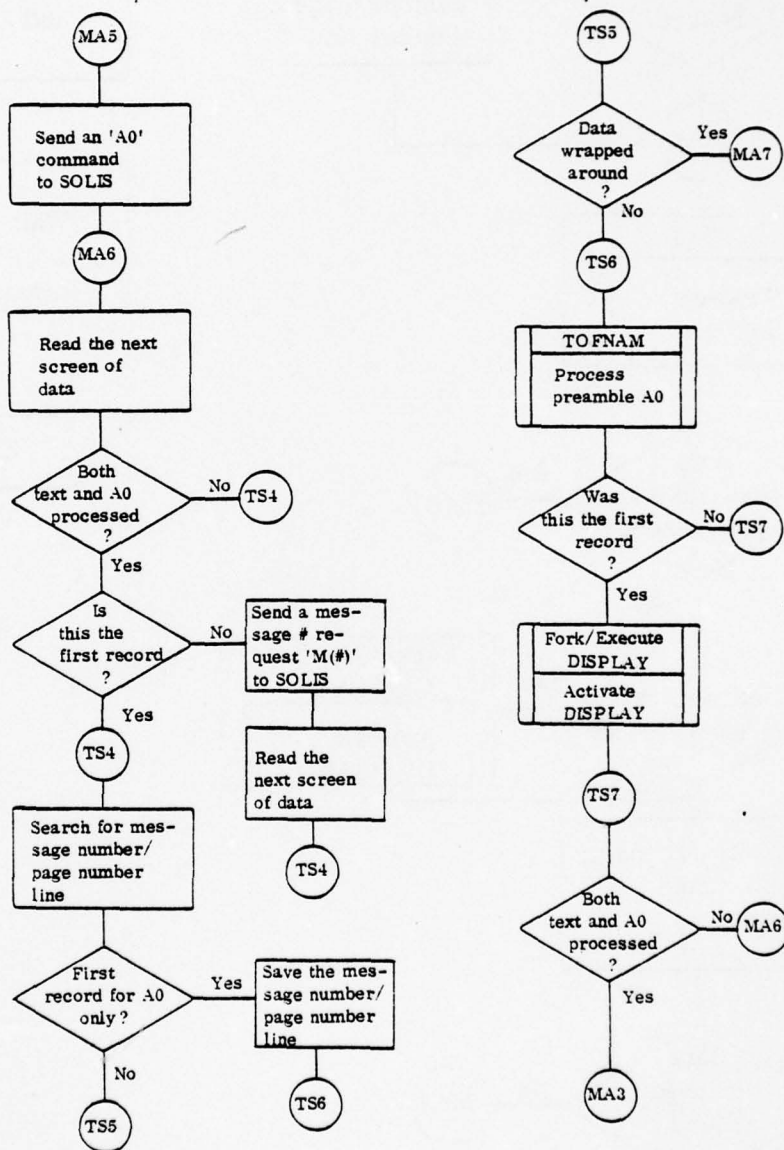 MA5
Send an 'A0'
command
to SOLIS
MA6
Read the next
screen of
data
Both
text and A0
processed
?
No
TS4
Yes
Is
this the
first record
?
No
Send a mes-
sage # re-
quest 'M(#)'
to SOLIS
Yes
TS4
Read the
next screen
of data
TS4
Search for mes-
sage number/
page number
line
First
record for A0
only?
Yes
Save the mes-
sage number/
page number
line
No
TS6
TS5
TS5
Data
wrapped
around
?
Yes
MA7
No
TS6
TOFNAM
Process
preamble A0
Was
this the first
record
?
No
TS7
Yes
Fork/Execute
DISPLAY
Activate
DISPLAY
TS7
Both
text and A0
processed
?
No
MA6
Yes
MA3